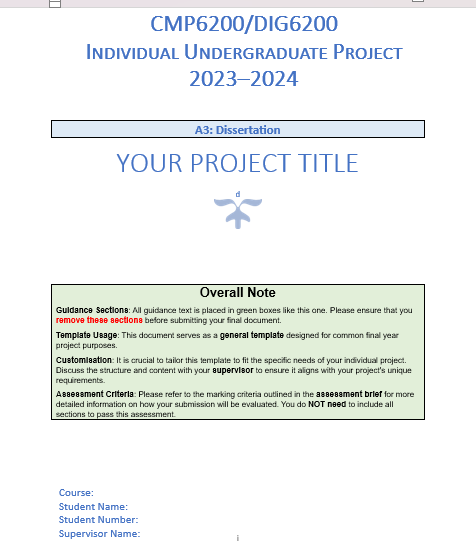 CMP6200/DIG6200
INDIVIDUAL UNDERGRADUATE PROJECT
2023–2024
A3: Dissertation
YOUR PROJECT TITLE
d
Overall Note
Guidance Sections: All guidance text is placed in green boxes like this one. Please ensure that you
remove these sections before submitting your final document.
Template Usage: This document serves as a general template designed for common final year
project purposes.
Customisation: It is crucial to tailor this template to fit the specific needs of your individual project.
Discuss the structure and content with your supervisor to ensure it aligns with your project's unique
requirements.
Assessment Criteria: Please refer to the marking criteria outlined in the assessment brief for more
detailed information on how your submission will be evaluated. You do NOT need to include all
sections to pass this assessment.
Course:
Student Name:
Student Number:
Supervisor Name:
i